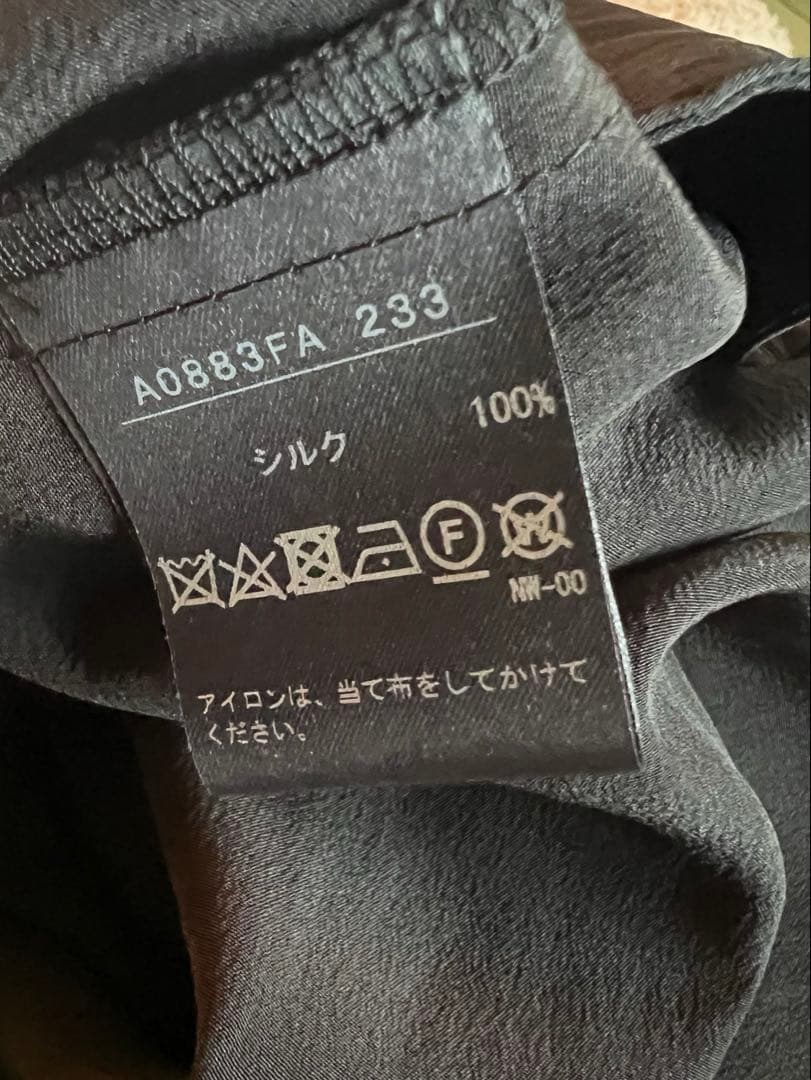 A0883FA 233
シルク 100%
F W
NW-00
アイロンは、当て布をしてかけて
ください。